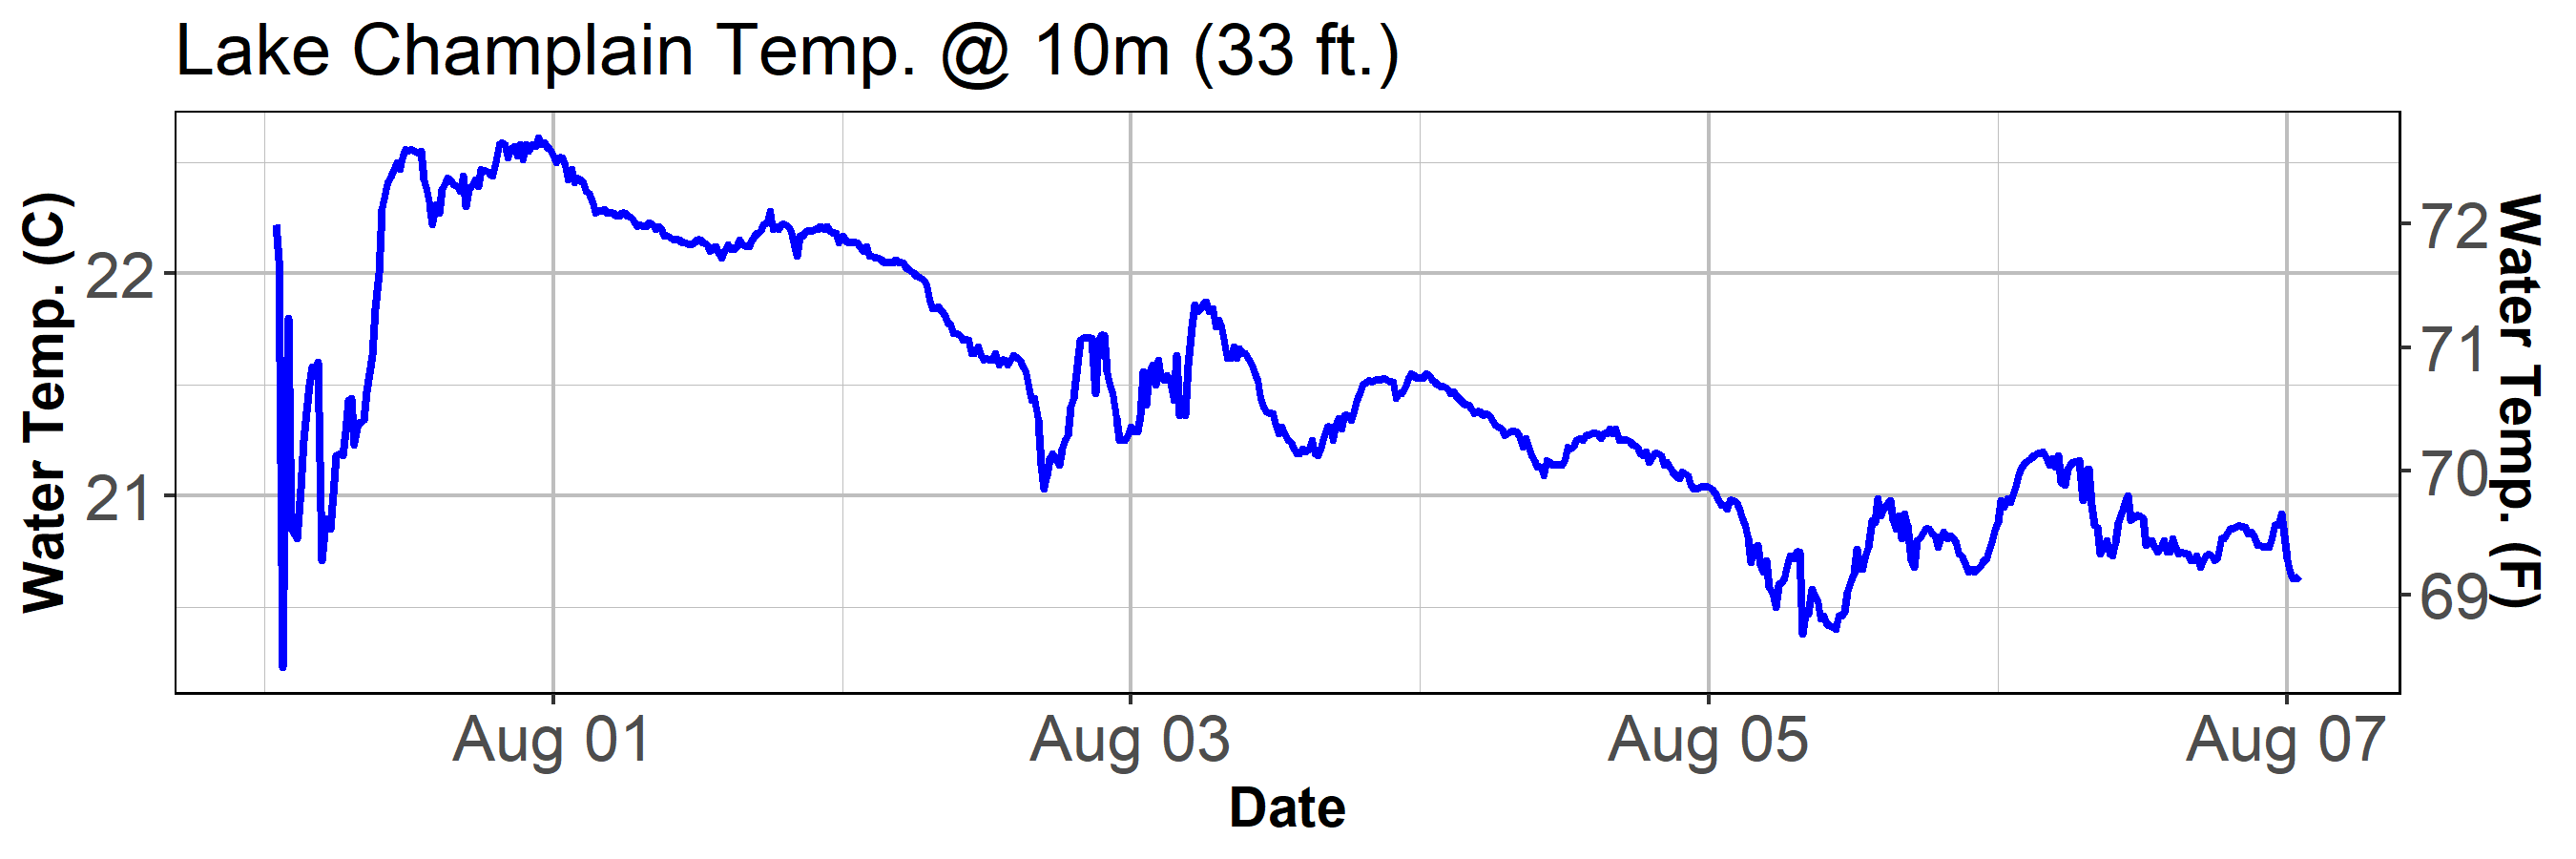 Lake Champlain Temp. @ 10m (33 ft.)
Water Temp. (C)
22
21
72
71
70
69
Water Temp. (F)
Aug 01 Aug 03 Aug 05 Aug 07
Date